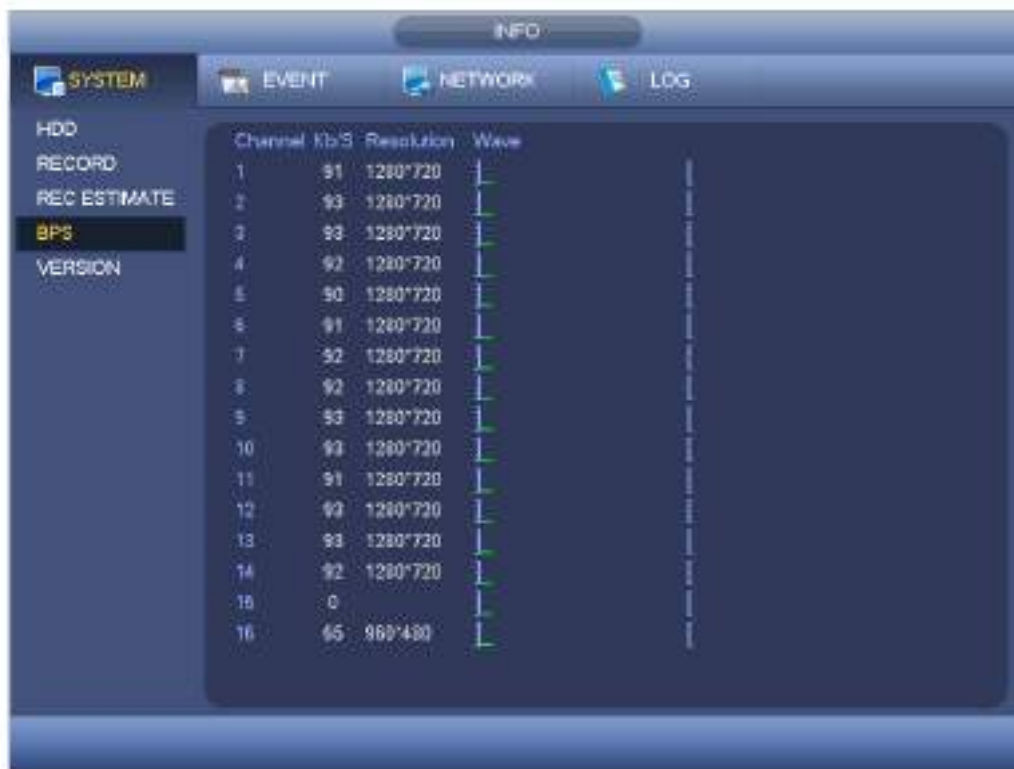 INFO
SYSTEM EVENT NETWORK LOG
HDD
RECORD
REC ESTIMATE
BPS
VERSION
Channel Kb/S Resolution Wave
1 91 1280*720
2 93 1280*720
3 93 1280*720
4 92 1280*720
5 90 1280*720
6 91 1280*720
7 92 1280*720
8 92 1280*720
9 93 1280*720
10 93 1280*720
11 91 1280*720
12 93 1280*720
13 93 1280*720
14 92 1280*720
15 0
16 65 960*480